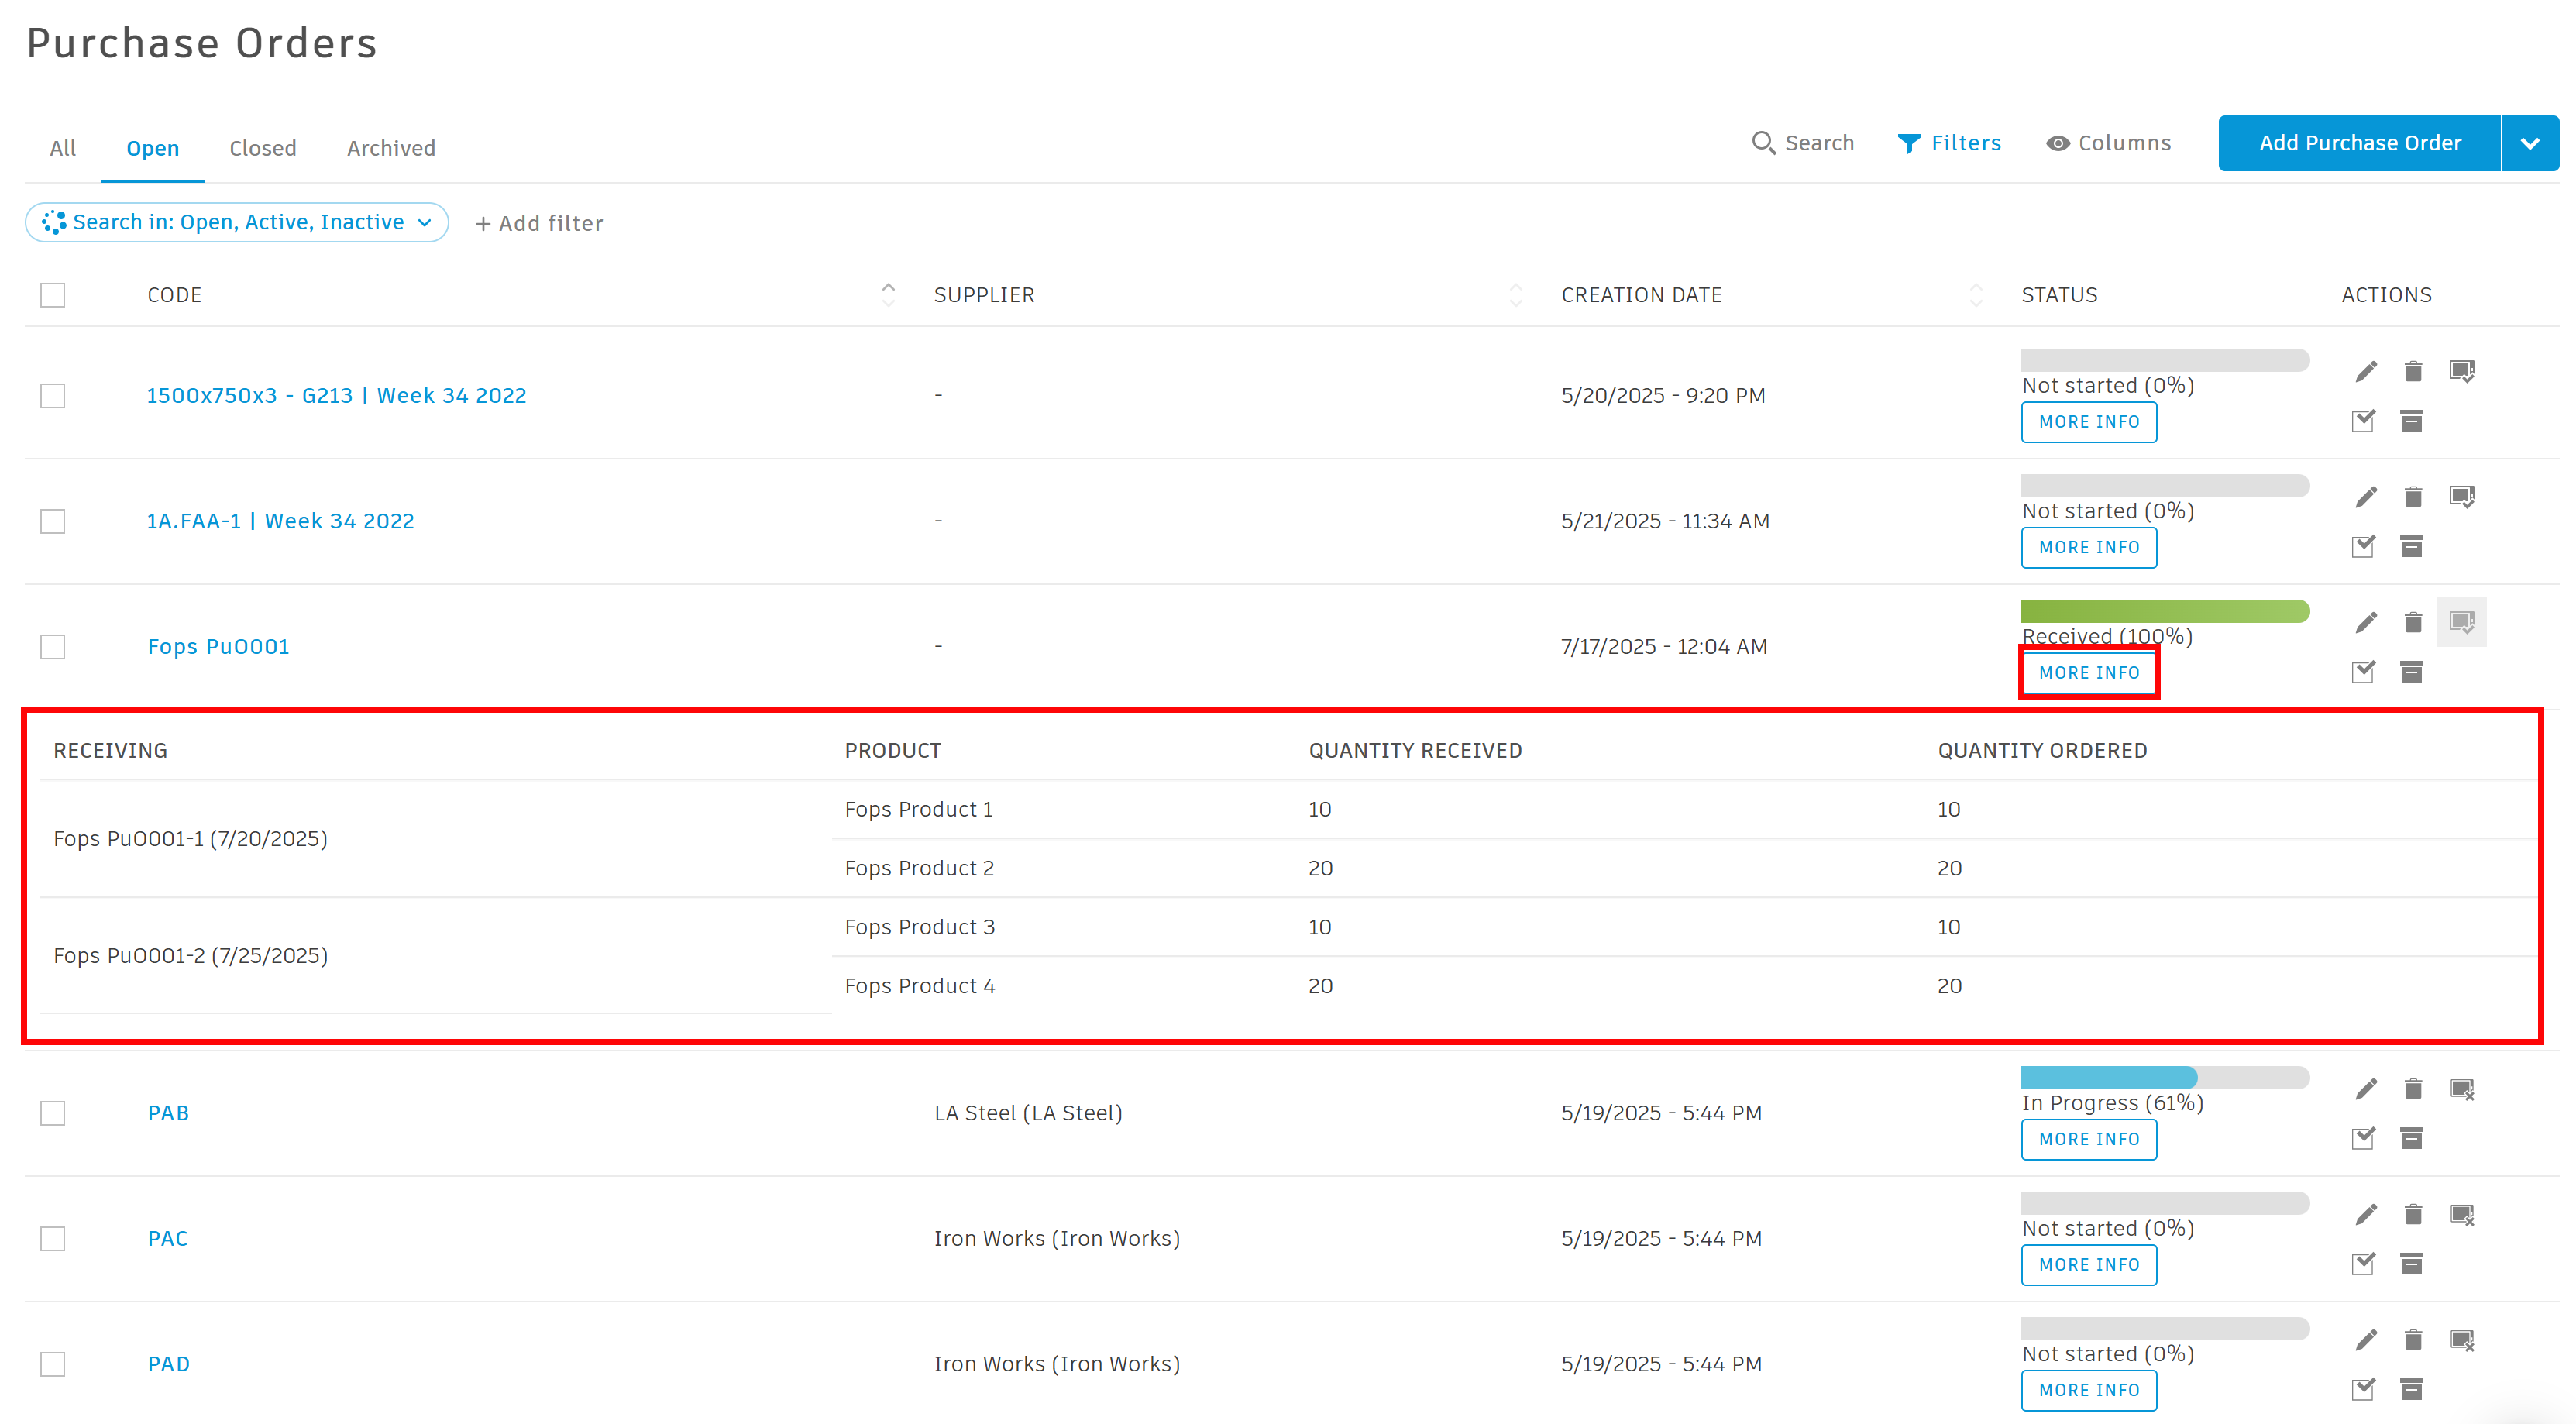 Purchase Orders
All Open Closed Archived Search Filters Columns Add Purchase Order
Search in: Open, Active, Inactive + Add filter
CODE SUPPLIER CREATION DATE STATUS ACTIONS
1500x750x3 - G213 | Week 34 2022 - 5/20/2025 - 9:20 PM Not started (0%)
MORE INFO
1A.FAA-1 | Week 34 2022 - 5/21/2025 - 11:34 AM Not started (0%)
MORE INFO
Fops PuO001 - 7/17/2025 - 12:04 AM Received (100%)
MORE INFO
RECEIVING PRODUCT QUANTITY RECEIVED QUANTITY ORDERED
Fops PuO001-1 (7/20/2025) Fops Product 1 10 10
Fops Product 2 20 20
Fops PuO001-2 (7/25/2025) Fops Product 3 10 10
Fops Product 4 20 20
PAB LA Steel (LA Steel) 5/19/2025 - 5:44 PM In Progress (61%)
MORE INFO
PAC Iron Works (Iron Works) 5/19/2025 - 5:44 PM Not started (0%)
MORE INFO
PAD Iron Works (Iron Works) 5/19/2025 - 5:44 PM Not started (0%)
MORE INFO